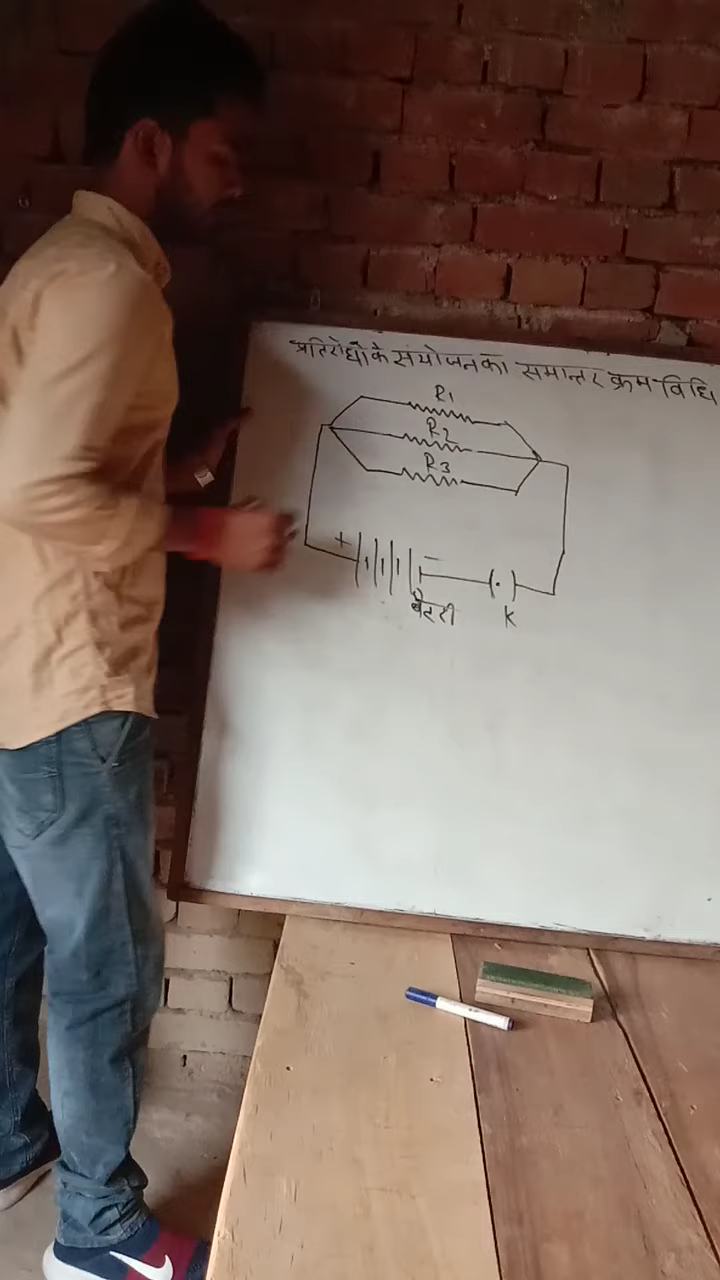 प्रतिरोधों के संयोजन का समान्तर क्रम विधि
R1
R2
R3
+ −
बैटरी K